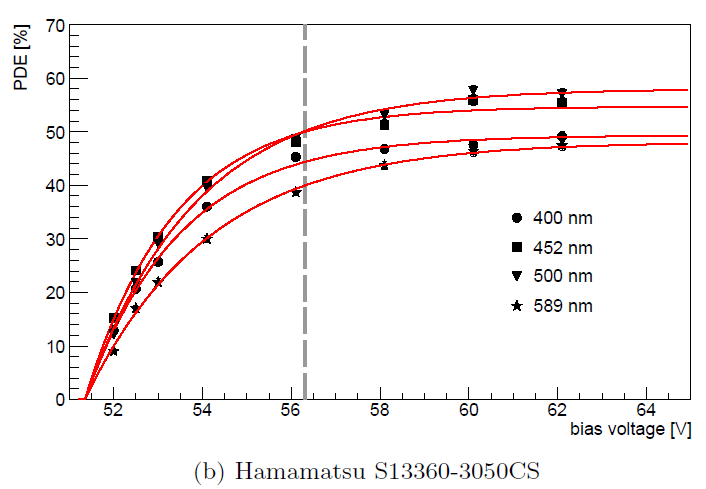 PDE [%]
70
60
50
40
30
20
10
0
400 nm
452 nm
500 nm
589 nm
52 54 56 58 60 62 64
bias voltage [V]
(b) Hamamatsu S13360-3050CS